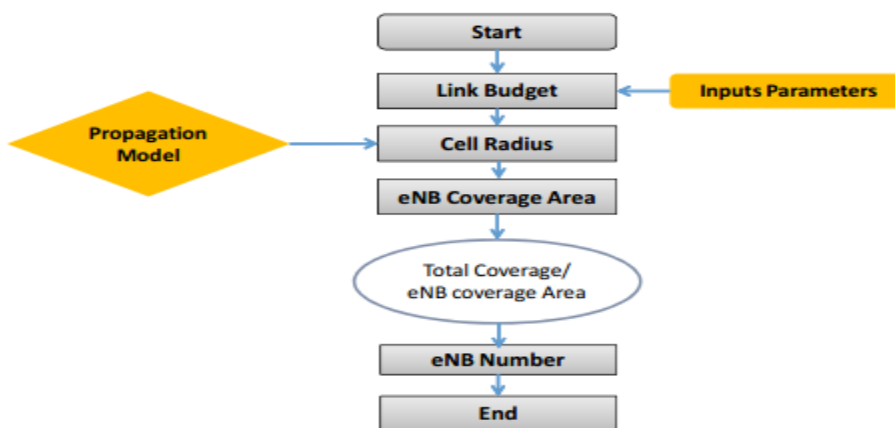 Start
Link Budget
Inputs Parameters
Propagation
Model
Cell Radius
eNB Coverage Area
Total Coverage/
eNB coverage Area
eNB Number
End